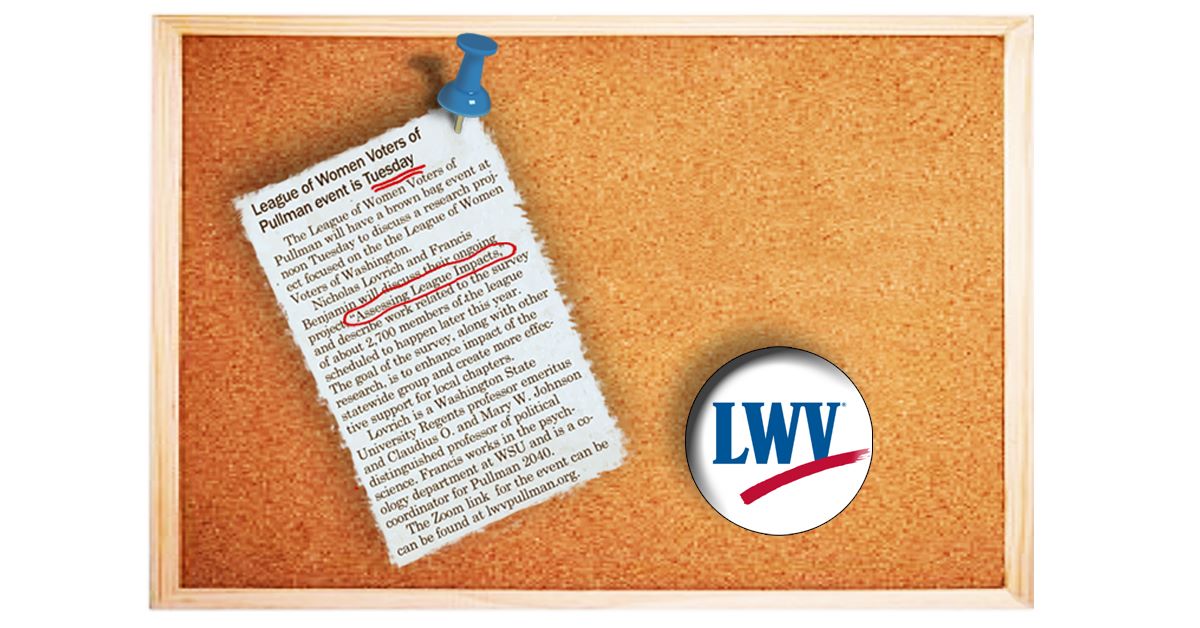 League of Women Voters of
Pullman event is Tuesday
The League of Women Voters of
Pullman will have a brown bag event at
noon Tuesday to discuss a research proj-
ect focused on the the League of Women
Voters of Washington.
Nicholas Lovrich and Francis
Benjamin will discuss their ongoing
project "Assessing League Impacts,"
and describe work related to the survey
of about 2,700 members of the league
scheduled to happen later this year.
The goal of the survey, along with other
research, is to enhance impact of the
statewide group and create more effec-
tive support for local chapters.
Lovrich is a Washington State
University Regents professor emeritus
and Claudius O. and Mary W. Johnson
distinguished professor of political
science. Francis works in the psych-
ology department at WSU and is a co
coordinator for Pullman 2040.
The Zoom link for the event can be
can be found at lwvpullman.org.
LWV®